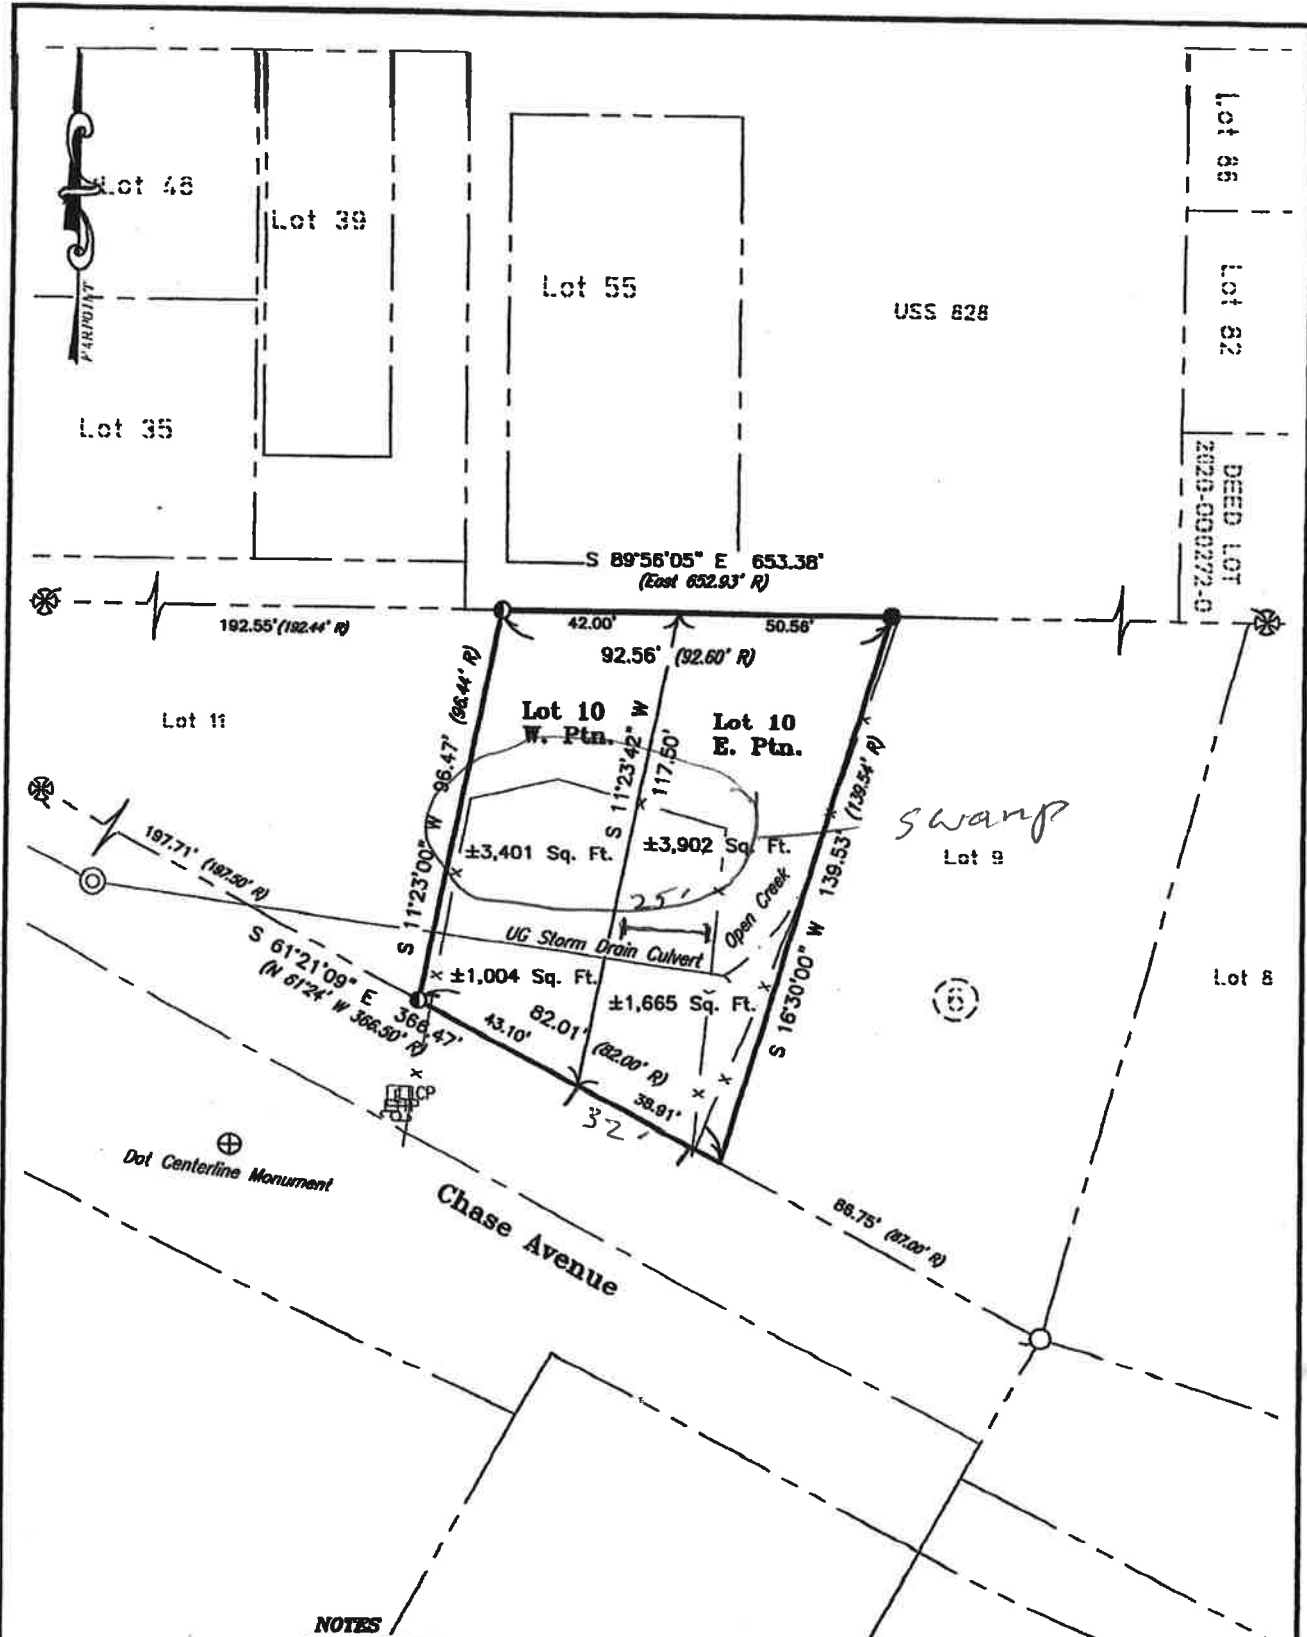 Lot 86
Lot 48
Lot 39
Lot 55
USS 828
Lot 82
FARPOINT
Lot 35
DEED LOT
2020-000272-0
S 89°56'05" E 653.38'
(East 652.93' R)
192.55' (192.44' R)
42.00'
50.56'
92.56' (92.60' R)
Lot 11
Lot 10
W. Ptn.
Lot 10
E. Ptn.
S 11°23'00" W 96.47' (96.44' R)
S 11°23'42" W
117.50'
S 16°30'00" W 139.53' (139.54' R)
swamp
Lot 9
±3,401 Sq. Ft.
±3,902 Sq. Ft.
197.71' (197.50' R)
25'
Open Creek
UG Storm Drain Culvert
S 61°21'09" E 366.47'
(N 61°24' W 366.50' R)
±1,004 Sq. Ft.
±1,665 Sq. Ft.
Lot 8
43.10'
82.01' (82.00' R)
38.91'
32'
CP
Dot Centerline Monument
Chase Avenue
86.75' (87.00' R)
NOTES